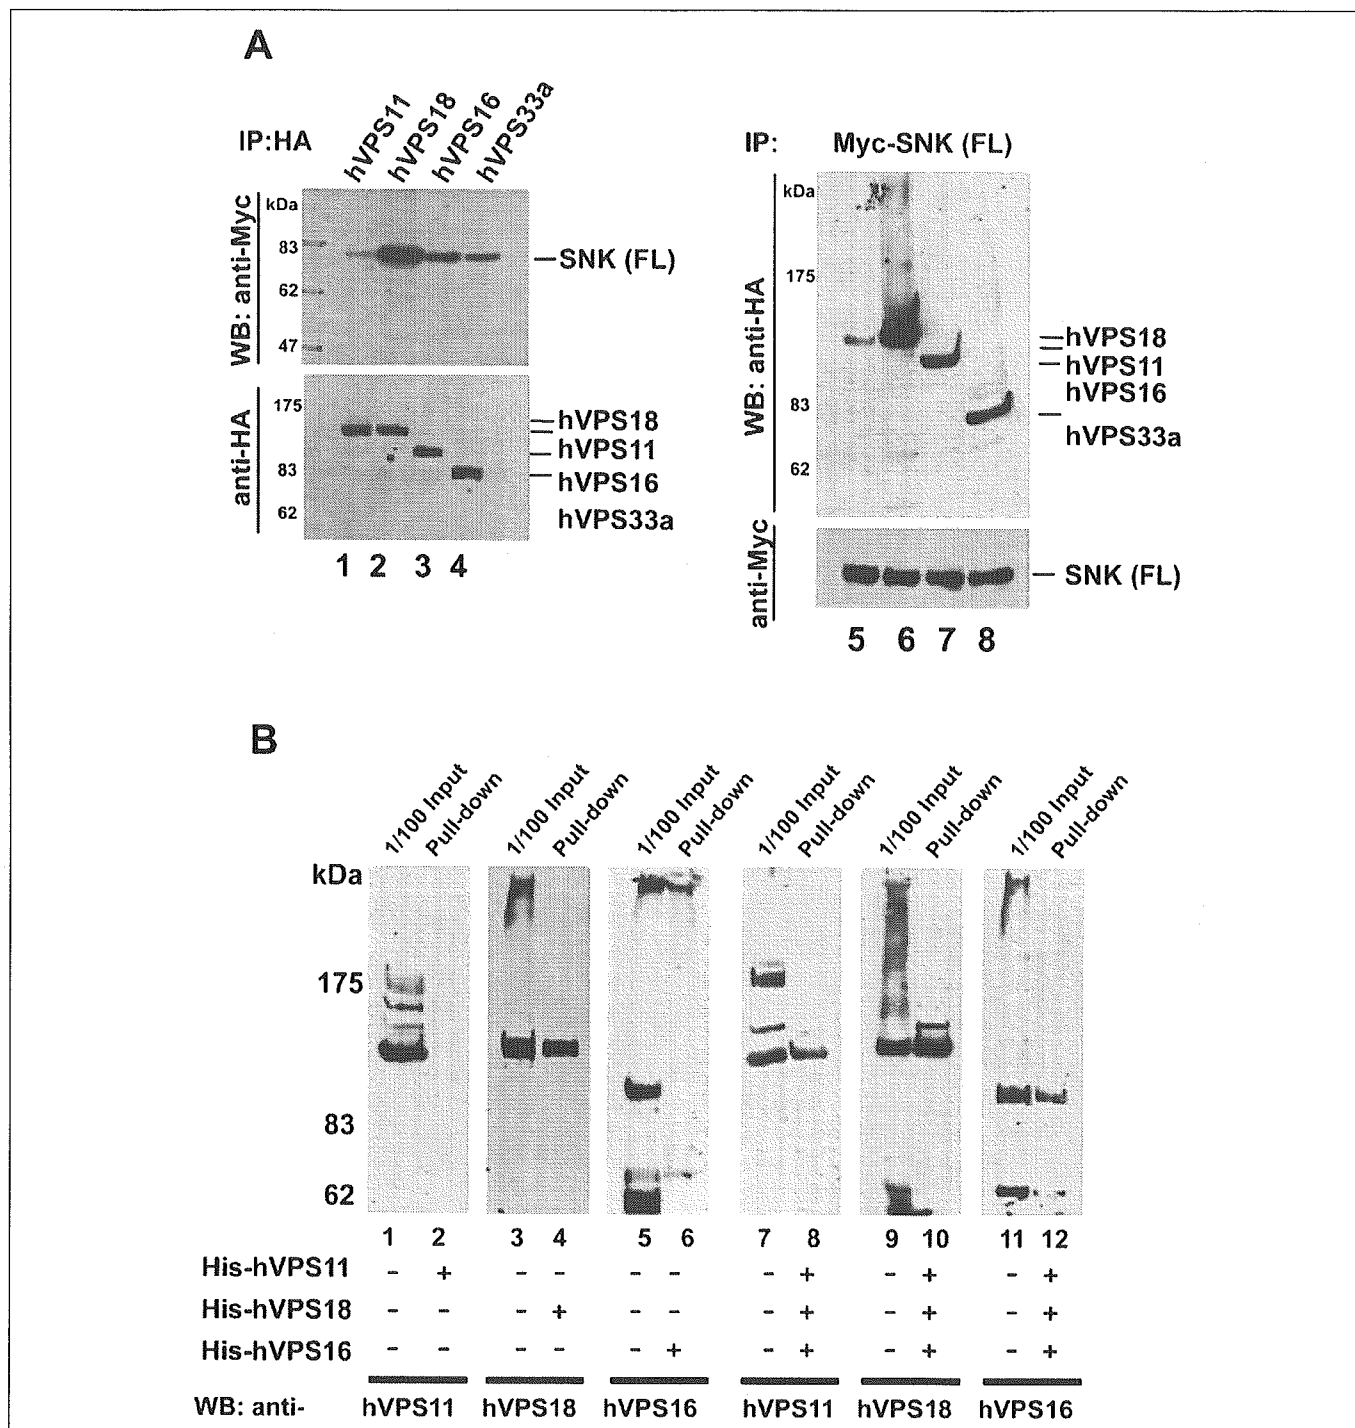 A
IP:HA
hVPS11
hVPS18
hVPS16
hVPS33a
WB: anti-Myc
kDa
83
62
47
SNK (FL)
anti-HA
175
83
62
hVPS18
hVPS11
hVPS16
hVPS33a
1 2 3 4
IP: Myc-SNK (FL)
WB: anti-HA
kDa
175
83
62
hVPS18
hVPS11
hVPS16
hVPS33a
anti-Myc
SNK (FL)
5 6 7 8
B
1/100 Input Pull-down 1/100 Input Pull-down 1/100 Input Pull-down 1/100 Input Pull-down 1/100 Input Pull-down 1/100 Input Pull-down
kDa
175
83
62
1 2 3 4 5 6 7 8 9 10 11 12
His-hVPS11 - + - - - - - + - + - +
His-hVPS18 - - - + - - - + - + - +
His-hVPS16 - - - - - + - + - + - +
WB: anti- hVPS11 hVPS18 hVPS16 hVPS11 hVPS18 hVPS16